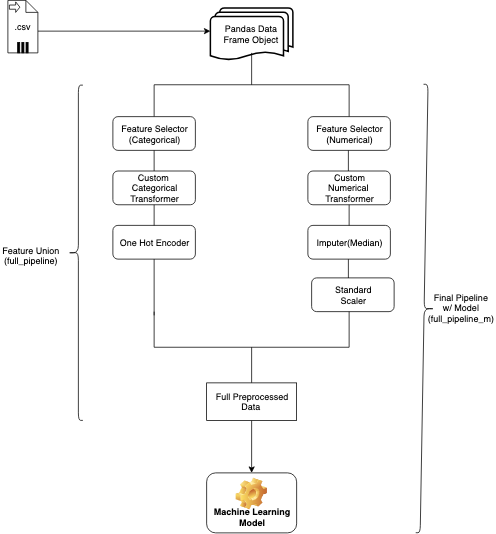 .csv
Pandas Data
Frame Object
Feature Selector
(Categorical)
Feature Selector
(Numerical)
Custom
Categorical
Transformer
Custom
Numerical
Transformer
One Hot Encoder
Imputer(Median)
Feature Union
(full_pipeline)
Standard
Scaler
Final Pipeline
w/ Model
(full_pipeline_m)
Full Preprocessed
Data
Machine Learning
Model